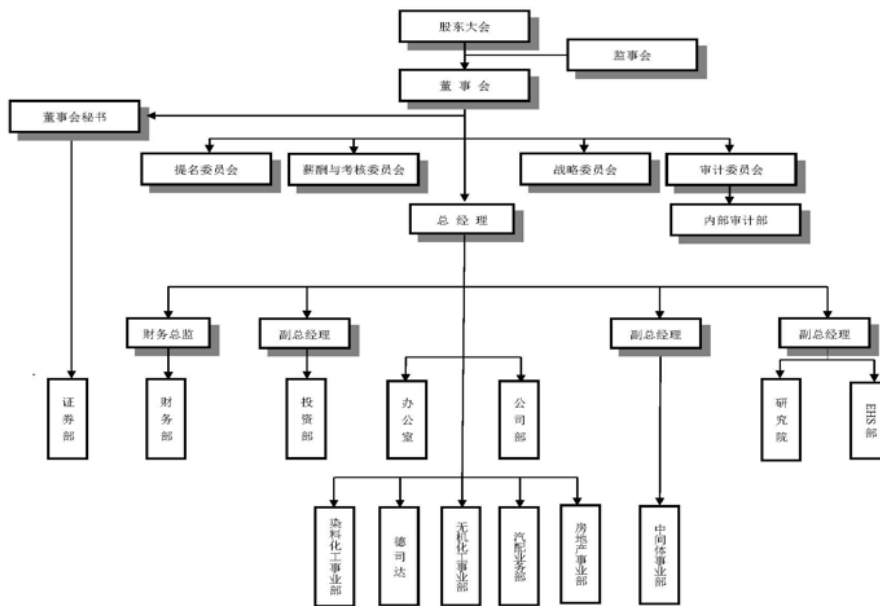 股东大会
监事会
董 事 会
董事会秘书
提名委员会
薪酬与考核委员会
战略委员会
审计委员会
总 经 理
内部审计部
财务总监
副总经理
副总经理
副总经理
证券部
财务部
投资部
办公室
公司部
研究院
EHS部
染料化工事业部
德司达
无机化工事业部
汽配业务部
房地产事业部
中间体事业部